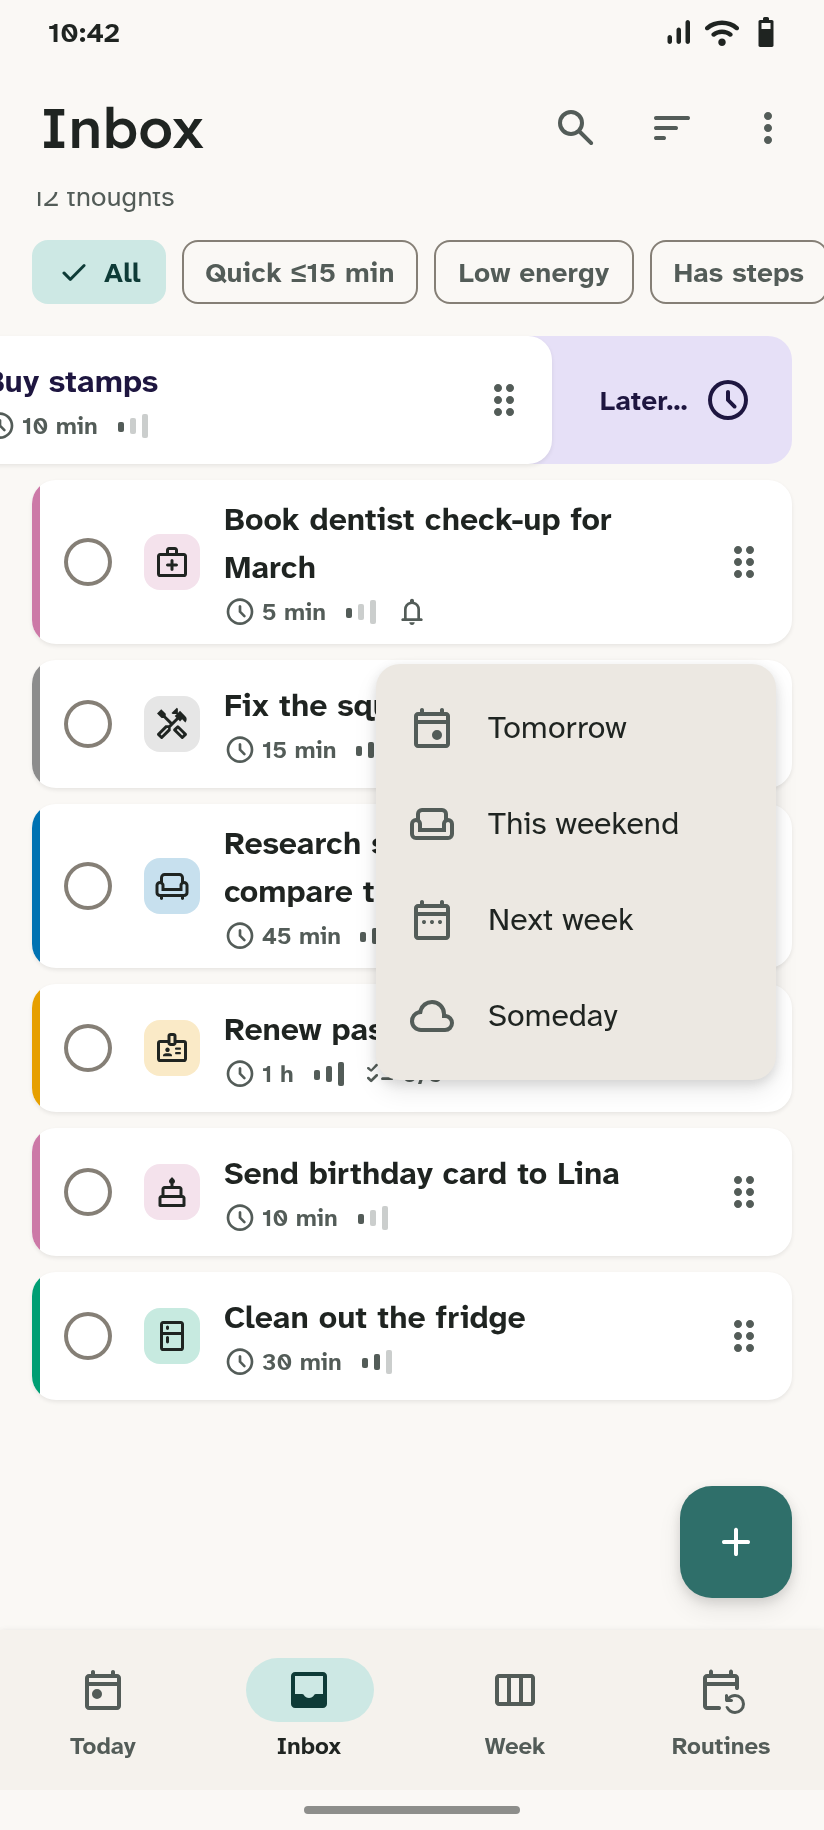 10:42
Inbox
12 thoughts
All
Quick ≤15 min
Low energy
Has steps
Buy stamps
10 min
Later...
Book dentist check-up for
March
5 min
Fix the
15 min
Research
compare
45 min
Renew
1 h
Tomorrow
This weekend
Next week
Someday
Send birthday card to Lina
10 min
Clean out the fridge
30 min
Today
Inbox
Week
Routines